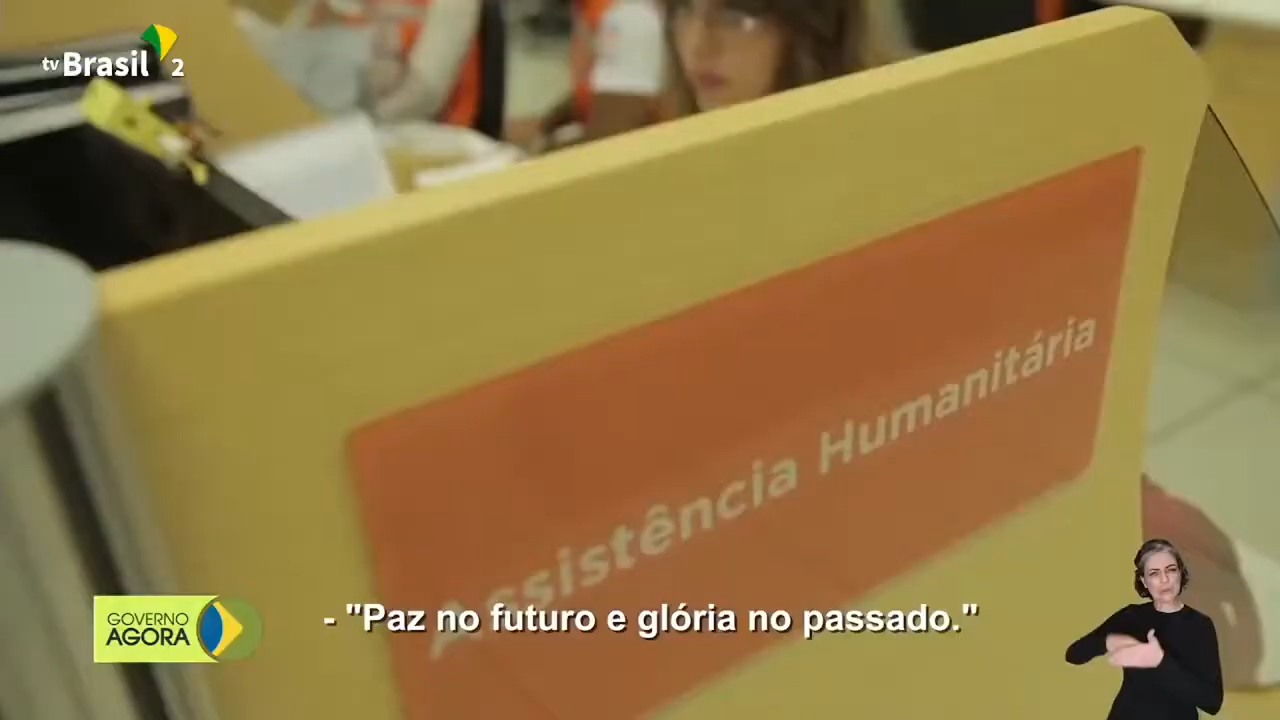 tv Brasil 2
Assistência Humanitária
GOVERNO
AGORA
- "Paz no futuro e glória no passado."